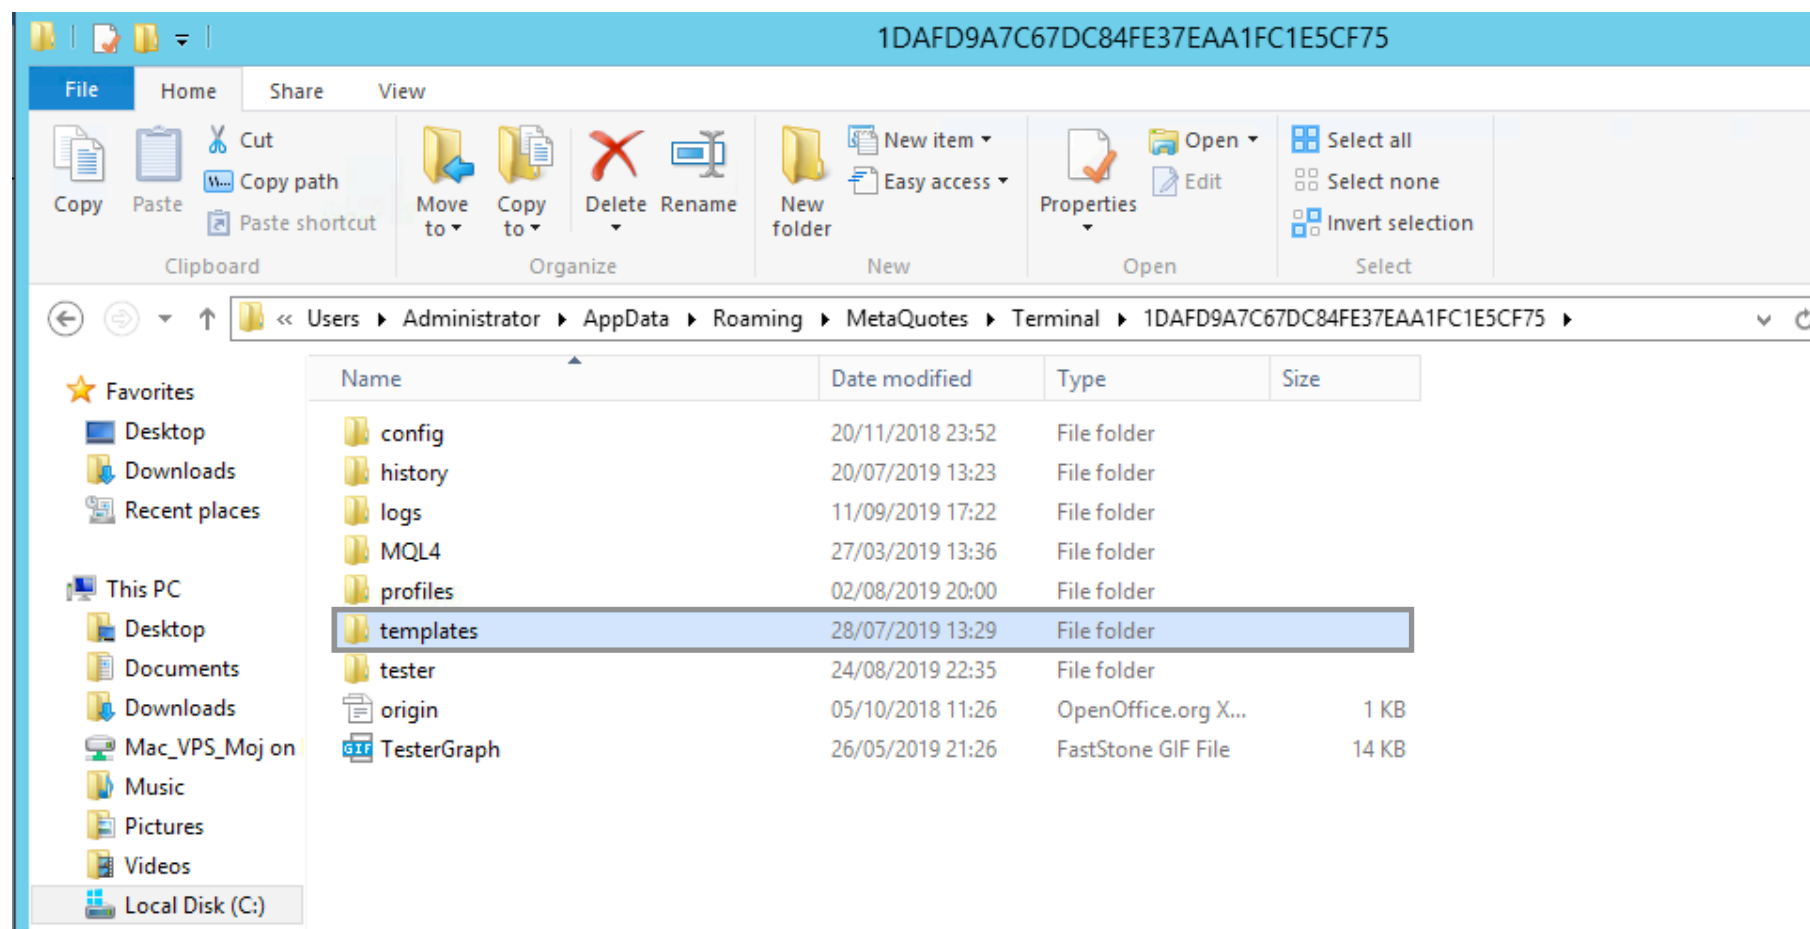 1DAFD9A7C67DC84FE37EAA1FC1E5CF75
File Home Share View
Copy
Paste
Cut
Copy path
Paste shortcut
Clipboard
Move to
Copy to
Delete
Rename
Organize
New folder
New item
Easy access
New
Properties
Open
Edit
Open
Select all
Select none
Invert selection
Select
« Users Administrator AppData Roaming MetaQuotes Terminal 1DAFD9A7C67DC84FE37EAA1FC1E5CF75
Favorites
Desktop
Downloads
Recent places
This PC
Desktop
Documents
Downloads
Mac_VPS_Moj on
Music
Pictures
Videos
Local Disk (C:)
Name Date modified Type Size
config 20/11/2018 23:52 File folder
history 20/07/2019 13:23 File folder
logs 11/09/2019 17:22 File folder
MQL4 27/03/2019 13:36 File folder
profiles 02/08/2019 20:00 File folder
templates 28/07/2019 13:29 File folder
tester 24/08/2019 22:35 File folder
origin 05/10/2018 11:26 OpenOffice.org X... 1 KB
GIF TesterGraph 26/05/2019 21:26 FastStone GIF File 14 KB